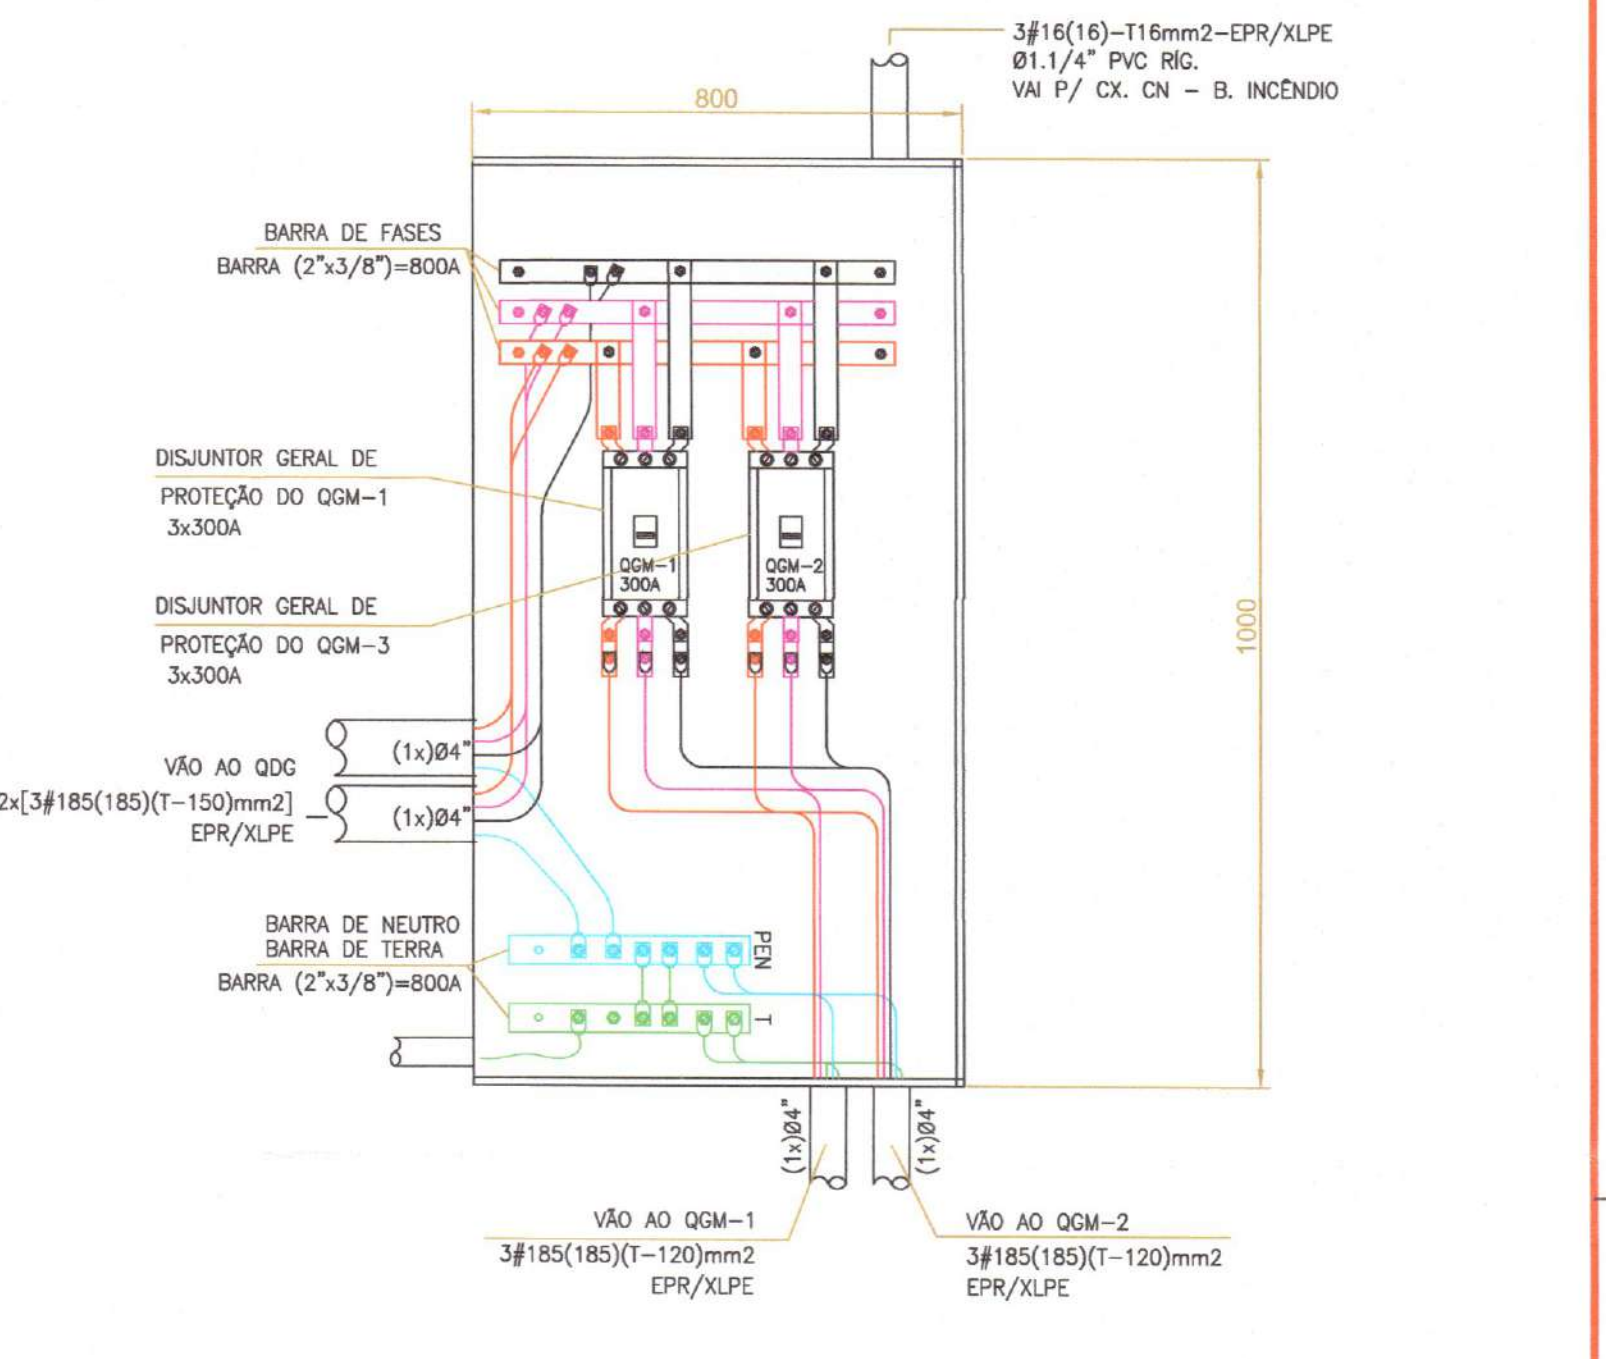 3#16(16)-T16mm2-EPR/XLPE
Ø1.1/4" PVC RÍG.
VAI P/ CX. CN - B. INCÊNDIO
800
BARRA DE FASES
BARRA (2"x3/8")=800A
DISJUNTOR GERAL DE
PROTEÇÃO DO QGM-1
3x300A
QGM-1
300A
QGM-2
300A
DISJUNTOR GERAL DE
PROTEÇÃO DO QGM-3
3x300A
1000
(1x)Ø4"
VÃO AO QDG
2x[3#185(185)(T-150)mm2]
EPR/XLPE
(1x)Ø4"
BARRA DE NEUTRO
BARRA DE TERRA
BARRA (2"x3/8")=800A
PEN
T
(1x)Ø4"
(1x)Ø4"
VÃO AO QGM-1
3#185(185)(T-120)mm2
EPR/XLPE
VÃO AO QGM-2
3#185(185)(T-120)mm2
EPR/XLPE